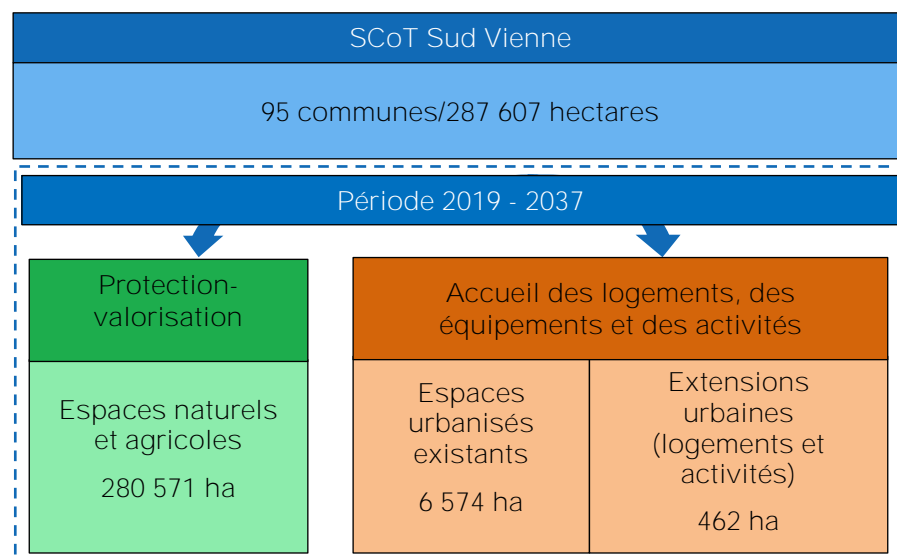 SCoT Sud Vienne
95 communes/287 607 hectares
Période 2019 - 2037
Protection-
valorisation
Espaces naturels
et agricoles
280 571 ha
Accueil des logements, des
équipements et des activités
Espaces
urbanisés
existants
6 574 ha
Extensions
urbaines
(logements et
activités)
462 ha